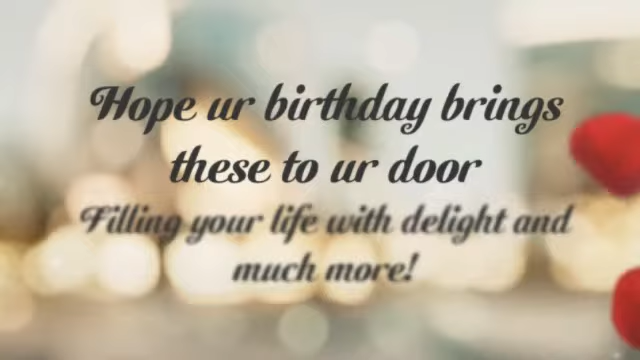 Hope ur birthday brings
these to ur door
Filling your life with delight and
much more!